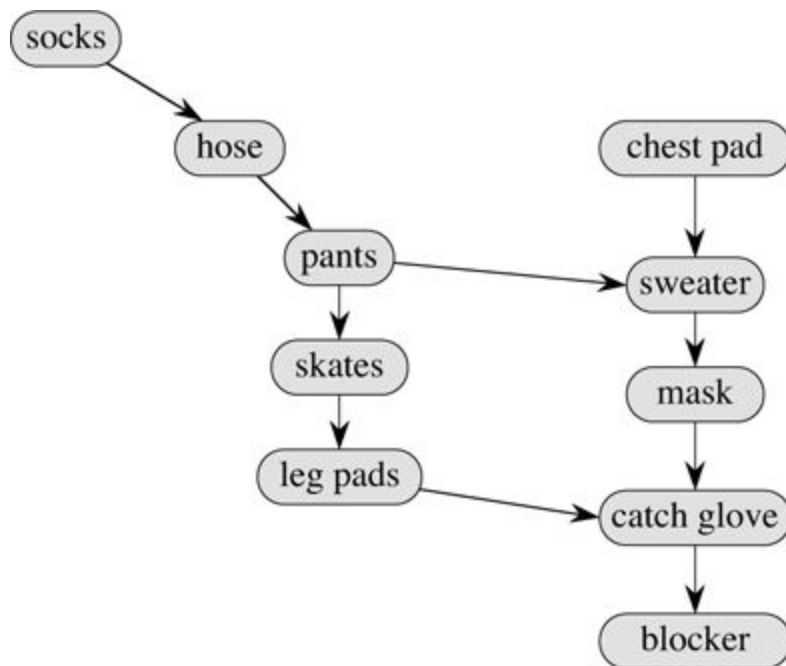 socks
hose
chest pad
pants
sweater
skates
mask
leg pads
catch glove
blocker